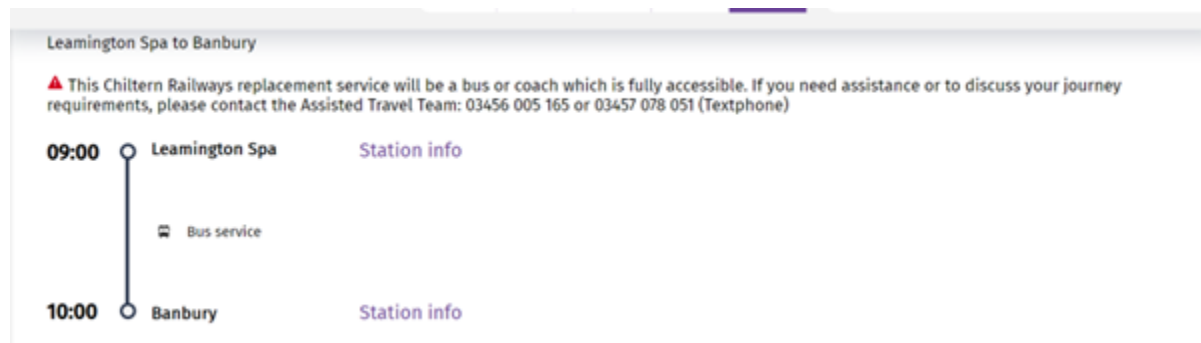 Leamington Spa to Banbury
This Chiltern Railways replacement service will be a bus or coach which is fully accessible. If you need assistance or to discuss your journey
requirements, please contact the Assisted Travel Team: 03456 005 165 or 03457 078 051 (Textphone)
09:00 Leamington Spa Station info
Bus service
10:00 Banbury Station info